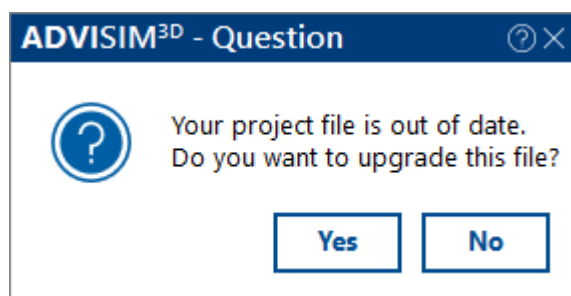 ADVISIM3D - Question
Your project file is out of date.
Do you want to upgrade this file?
Yes No